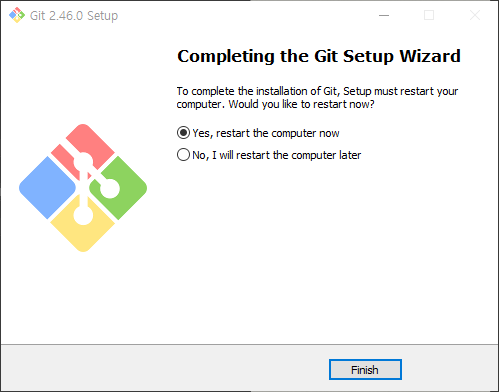 Git 2.46.0 Setup
Completing the Git Setup Wizard
To complete the installation of Git, Setup must restart your
computer. Would you like to restart now?
Yes, restart the computer now
No, I will restart the computer later
Finish